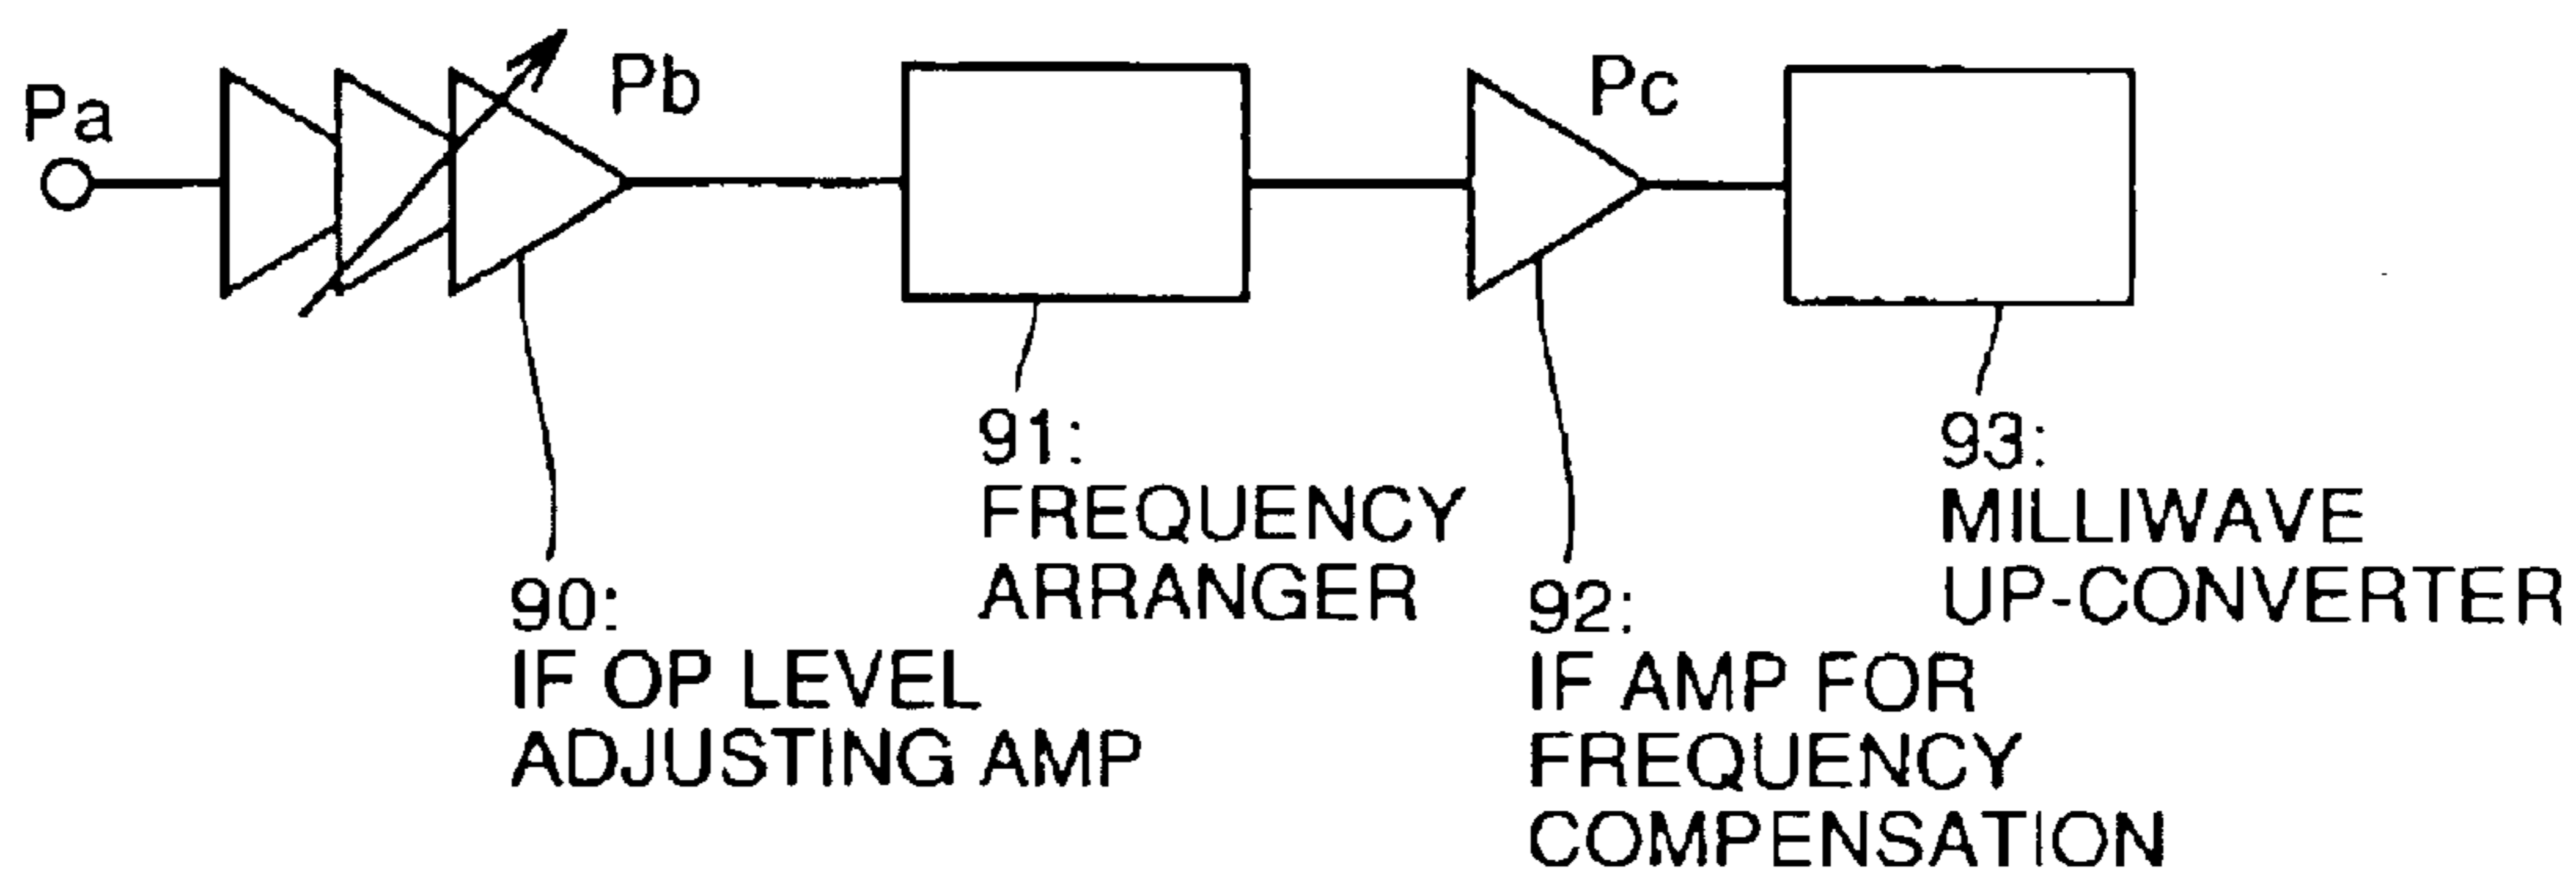 Pa
Pb
Pc
90:
IF OP LEVEL
ADJUSTING AMP
91:
FREQUENCY
ARRANGER
92:
IF AMP FOR
FREQUENCY
COMPENSATION
93:
MILLIWAVE
UP-CONVERTER